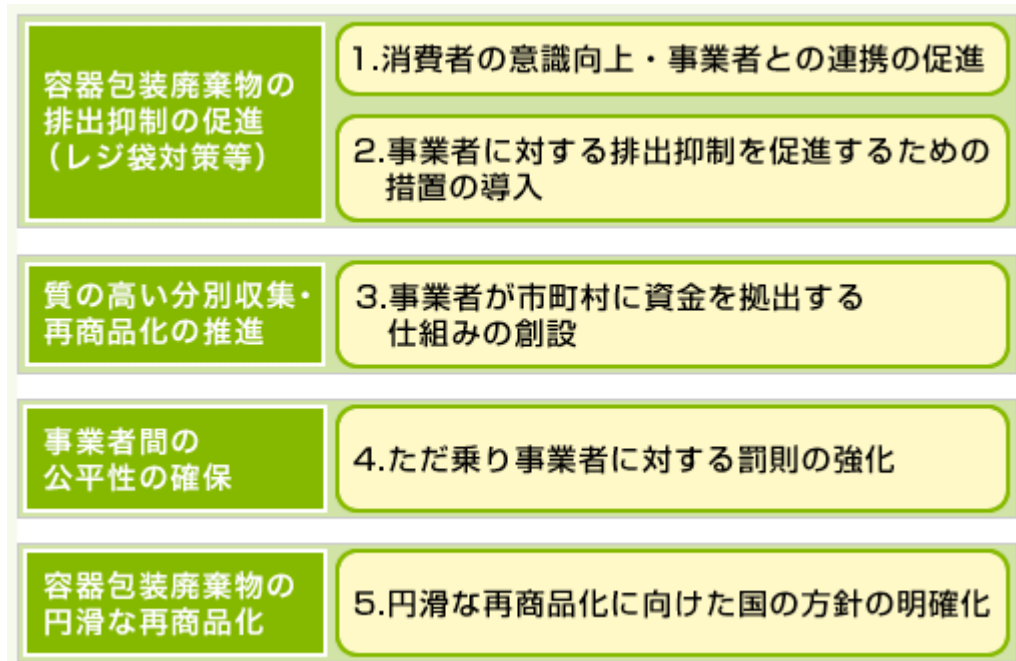 容器包装廃棄物の
排出抑制の促進
(レジ袋対策等)
1.消費者の意識向上・事業者との連携の促進
2.事業者に対する排出抑制を促進するための
措置の導入
質の高い分別収集・
再商品化の推進
3.事業者が市町村に資金を拠出する
仕組みの創設
事業者間の
公平性の確保
4.ただ乗り事業者に対する罰則の強化
容器包装廃棄物の
円滑な再商品化
5.円滑な再商品化に向けた国の方針の明確化